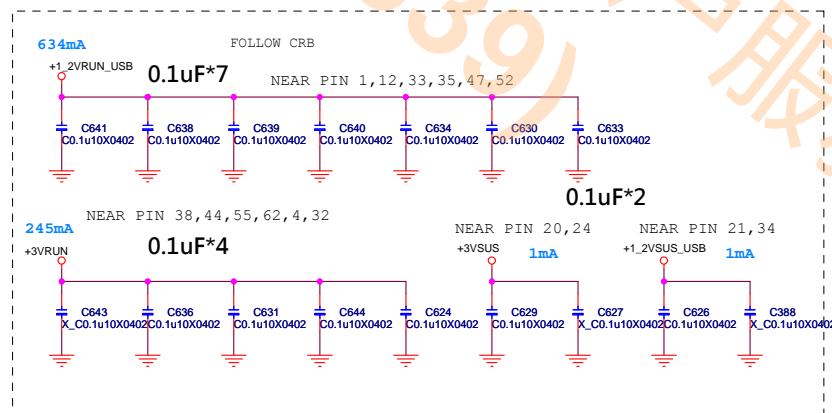 634mA
FOLLOW CRB
+1_2VRUN_USB
0.1uF*7
NEAR PIN 1,12,33,35,47,52
C641
C0.1u10X0402
C638
C0.1u10X0402
C639
C0.1u10X0402
C640
C0.1u10X0402
C634
C0.1u10X0402
C630
C0.1u10X0402
C633
C0.1u10X0402
0.1uF*2
NEAR PIN 38,44,55,62,4,32
245mA
+3VRUN
0.1uF*4
NEAR PIN 20,24
+3VSUS
1mA
NEAR PIN 21,34
+1_2VSUS_USB
1mA
C643
X_C0.1u10X0402
C636
C0.1u10X0402
C631
C0.1u10X0402
C644
C0.1u10X0402
C624
C0.1u10X0402
C629
C0.1u10X0402
C627
X_C0.1u10X0402
C626
C0.1u10X0402
C388
X_C0.1u10X0402
639)
服